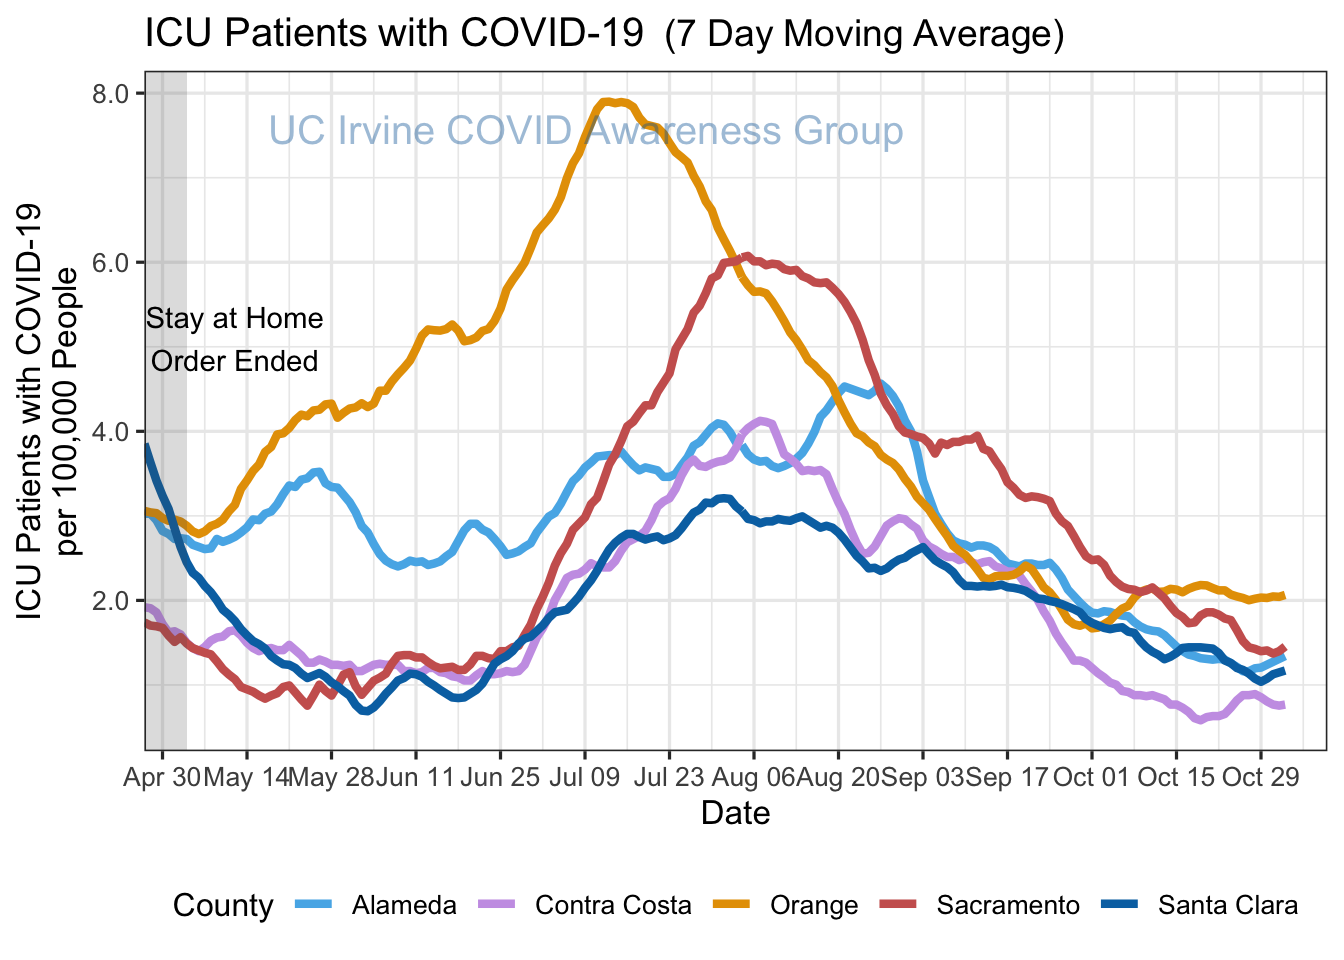 ICU Patients with COVID-19 (7 Day Moving Average)
UC Irvine COVID Awareness Group
ICU Patients with COVID-19
per 100,000 People
8.0
6.0
4.0
2.0
Stay at Home
Order Ended
Apr 30 May 14 May 28 Jun 11 Jun 25 Jul 09 Jul 23 Aug 06 Aug 20 Sep 03 Sep 17 Oct 01 Oct 15 Oct 29
Date
County Alameda Contra Costa Orange Sacramento Santa Clara